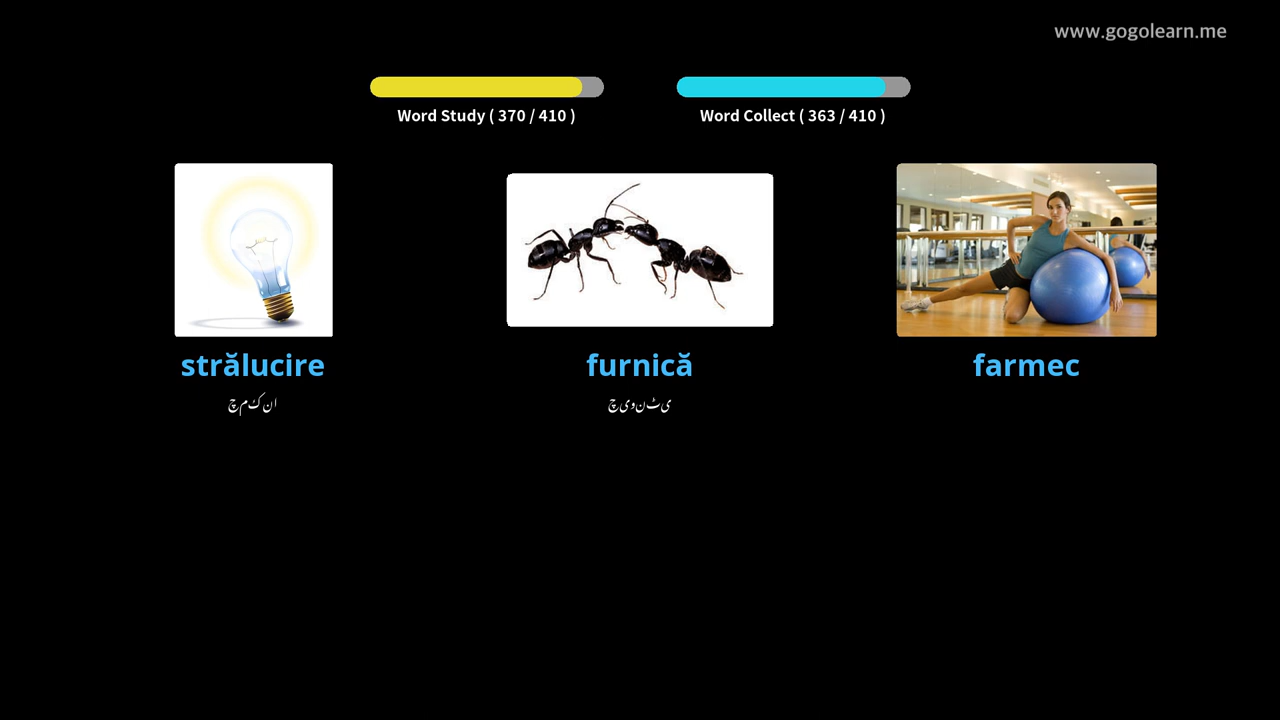 www.gogolearn.me
Word Study ( 370 / 410 )
Word Collect ( 363 / 410 )
strălucire
furnică
farmec
چمکنا
چیونٹی